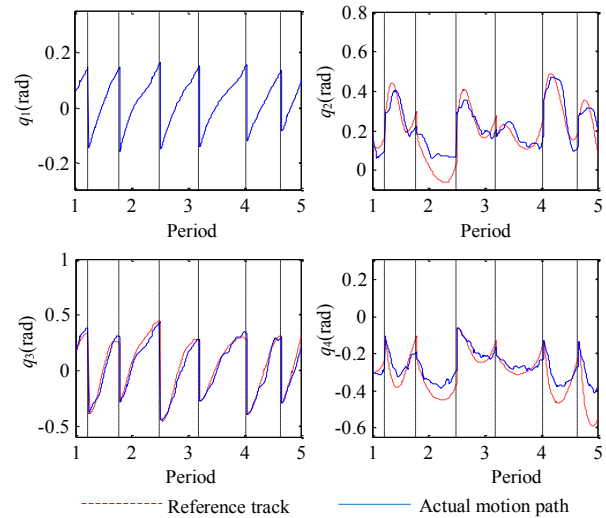 0.2
0
-0.2
q1(rad)
1 2 3 4 5
Period
0.8
0.6
0.4
0.2
0
-0.2
q2(rad)
1 2 3 4 5
Period
1
0.5
0
-0.5
q3(rad)
1 2 3 4 5
Period
0
-0.2
-0.4
-0.6
q4(rad)
1 2 3 4 5
Period
Reference track
Actual motion path